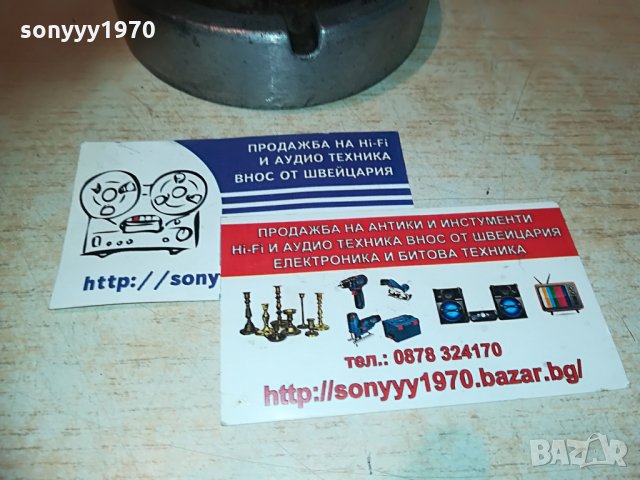 sonyyy1970
ПРОДАЖБА НА Hi-Fi
И АУДИО ТЕХНИКА
ВНОС ОТ ШВЕЙЦАРИЯ
http://sony
ПРОДАЖБА НА АНТИКИ И ИНСТУМЕНТИ
Hi-Fi И АУДИО ТЕХНИКА ВНОС ОТ ШВЕЙЦАРИЯ
ЕЛЕКТРОНИКА И БИТОВА ТЕХНИКА
тел.: 0878 324170
http://sonyyy1970.bazar.bg/
sonyyy1970
BAZAR